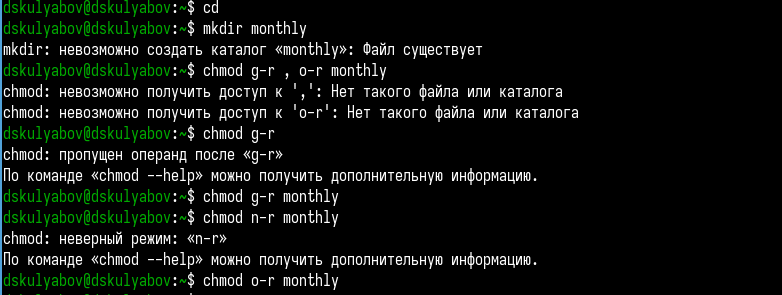 dskulyabov@dskulyabov:~$ cd
dskulyabov@dskulyabov:~$ mkdir monthly
mkdir: невозможно создать каталог «monthly»: Файл существует
dskulyabov@dskulyabov:~$ chmod g-r , o-r monthly
chmod: невозможно получить доступ к ',': Нет такого файла или каталога
chmod: невозможно получить доступ к 'o-r': Нет такого файла или каталога
dskulyabov@dskulyabov:~$ chmod g-r
chmod: пропущен операнд после «g-r»
По команде «chmod --help» можно получить дополнительную информацию.
dskulyabov@dskulyabov:~$ chmod g-r monthly
dskulyabov@dskulyabov:~$ chmod n-r monthly
chmod: неверный режим: «n-r»
По команде «chmod --help» можно получить дополнительную информацию.
dskulyabov@dskulyabov:~$ chmod o-r monthly